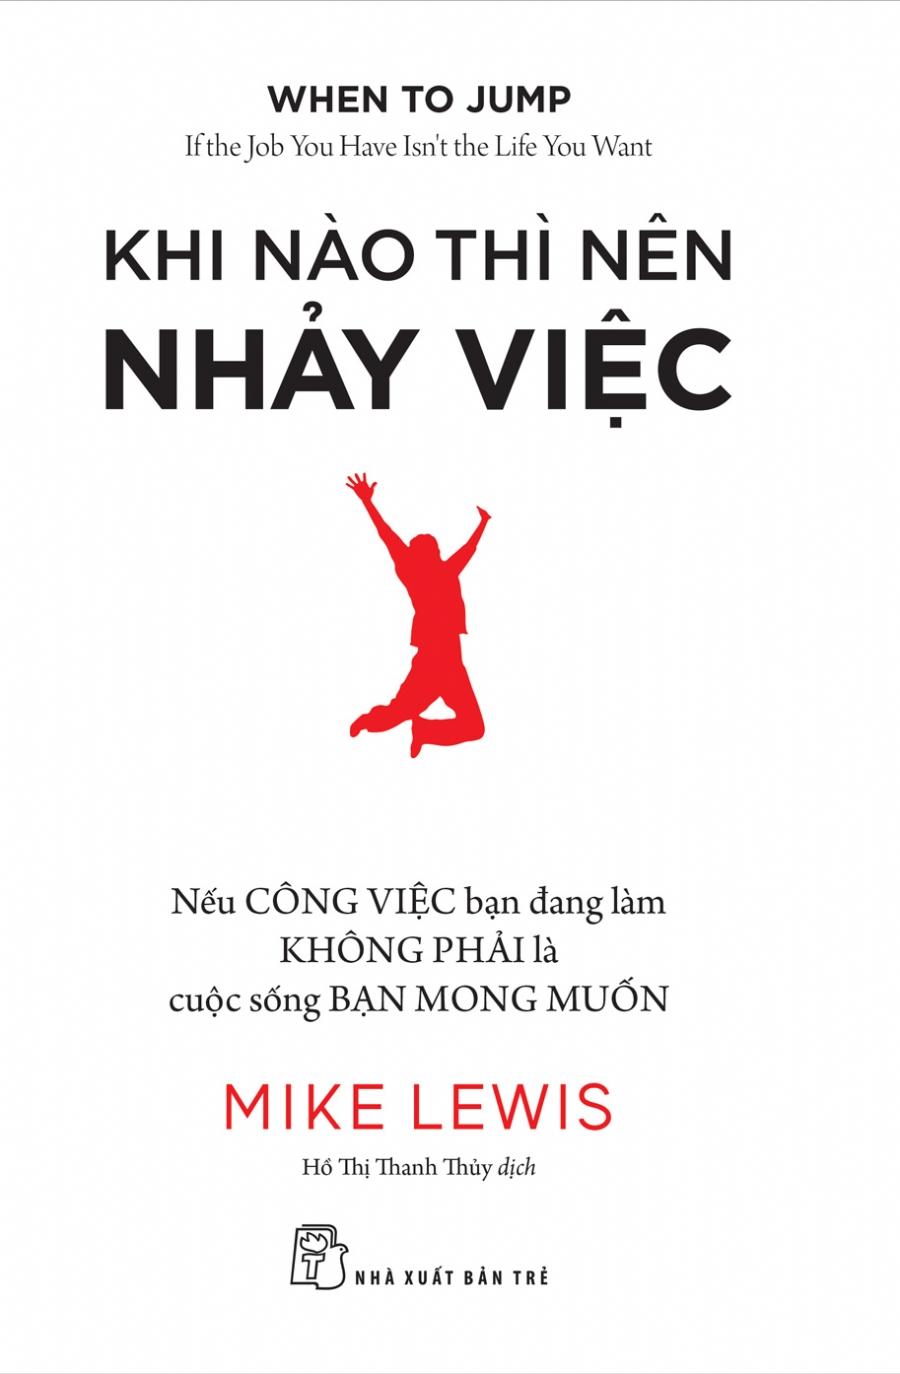 WHEN TO JUMP
If the Job You Have Isn't the Life You Want
KHI NÀO THÌ NÊN
NHẢY VIỆC
Nếu CÔNG VIỆC bạn đang làm
KHÔNG PHẢI là
cuộc sống BẠN MONG MUỐN
MIKE LEWIS
Hồ Thị Thanh Thủy dịch
T
NHÀ XUẤT BẢN TRẺ